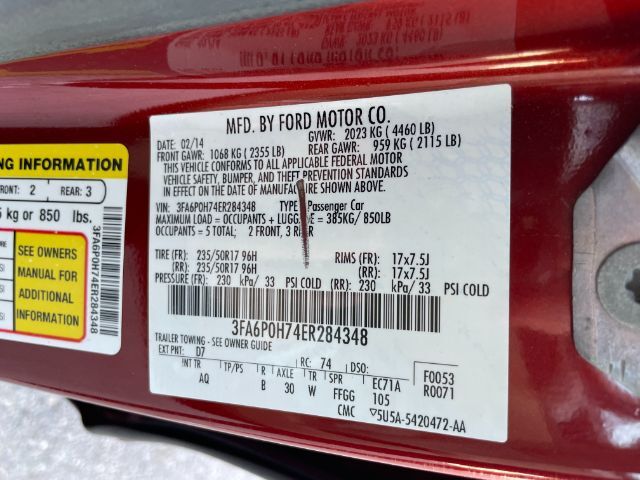 MFD. BY FORD MOTOR CO.
DATE: 02/14 GVWR: 2023 KG ( 4460 LB)
FRONT GAWR: 1068 KG ( 2355 LB) REAR GAWR: 959 KG ( 2115 LB)
THIS VEHICLE CONFORMS TO ALL APPLICABLE FEDERAL MOTOR
VEHICLE SAFETY, BUMPER, AND THEFT PREVENTION STANDARDS
IN EFFECT ON THE DATE OF MANUFACTURE SHOWN ABOVE.
VIN: 3FA6P0H74ER284348 TYPE: Passenger Car
MAXIMUM LOAD = OCCUPANTS + LUGGAGE = 385KG/ 850LB
OCCUPANTS = 5 TOTAL: 2 FRONT, 3 REAR
TIRE (FR): 235/50R17 96H RIMS (FR): 17x7.5J
(RR): 235/50R17 96H (RR): 17x7.5J
PRESSURE (FR): 230 kPa/ 33 PSI COLD (RR): 230 kPa/ 33 PSI COLD
3FA6P0H74ER284348
TRAILER TOWING - SEE OWNER GUIDE
EXT PNT: D7 RC: 74 DSO:
INT TR TP/PS R AXLE TR SPR EC71A F0053
AQ B 30 W FFGG 105 R0071
CMC 5U5A-5420472-AA
NG INFORMATION
FRONT: 2 REAR: 3
5 kg or 850 lbs.
SEE OWNERS
MANUAL FOR
ADDITIONAL
INFORMATION
3FA6P0H74ER284348